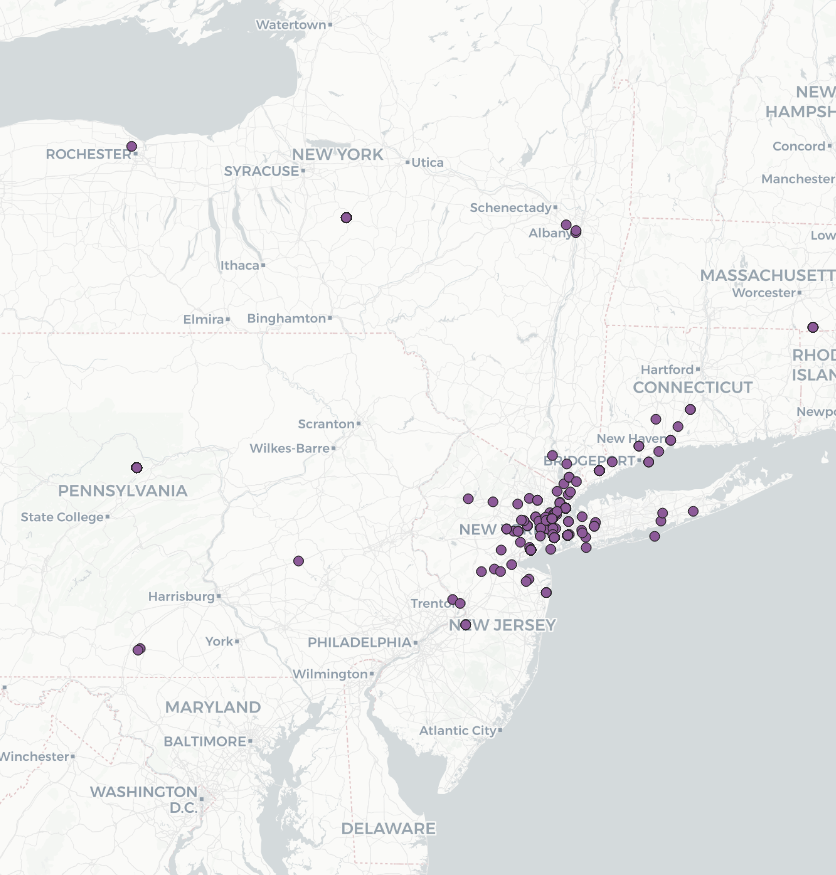 Watertown
NEW
HAMPSH
Concord
ROCHESTER
NEW YORK
SYRACUSE
Utica
Manchester
Schenectady
Albany
Low
Ithaca
MASSACHUSETT
Worcester
Elmira
Binghamton
RHOD
ISLAN
Hartford
CONNECTICUT
Newpo
Scranton
New Haven
Wilkes-Barre
BRIDGEPORT
PENNSYLVANIA
State College
NEW
Harrisburg
Trento
NEW JERSEY
York
PHILADELPHIA
Wilmington
MARYLAND
Atlantic City
BALTIMORE
Winchester
WASHINGTON
D.C.
DELAWARE